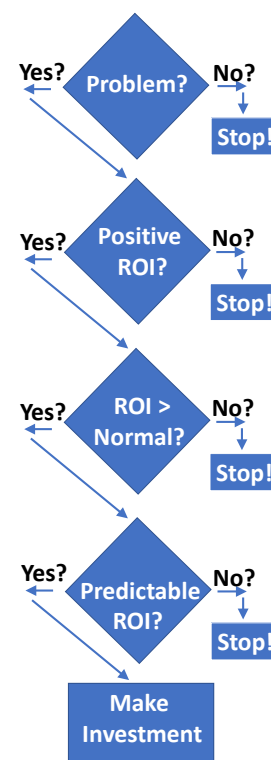 Yes?
Problem?
No?
Stop!
Yes?
Positive
ROI?
No?
Stop!
Yes?
ROI >
Normal?
No?
Stop!
Yes?
Predictable
ROI?
No?
Stop!
Make
Investment